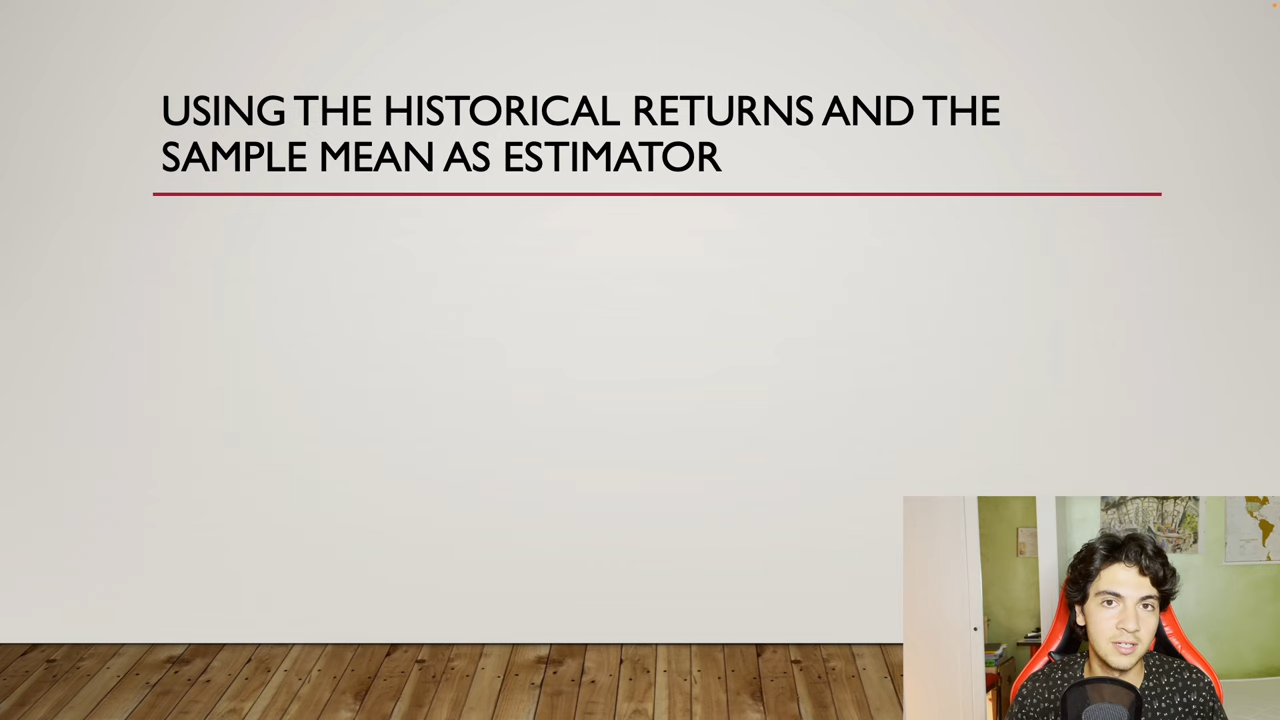 USING THE HISTORICAL RETURNS AND THE
SAMPLE MEAN AS ESTIMATOR